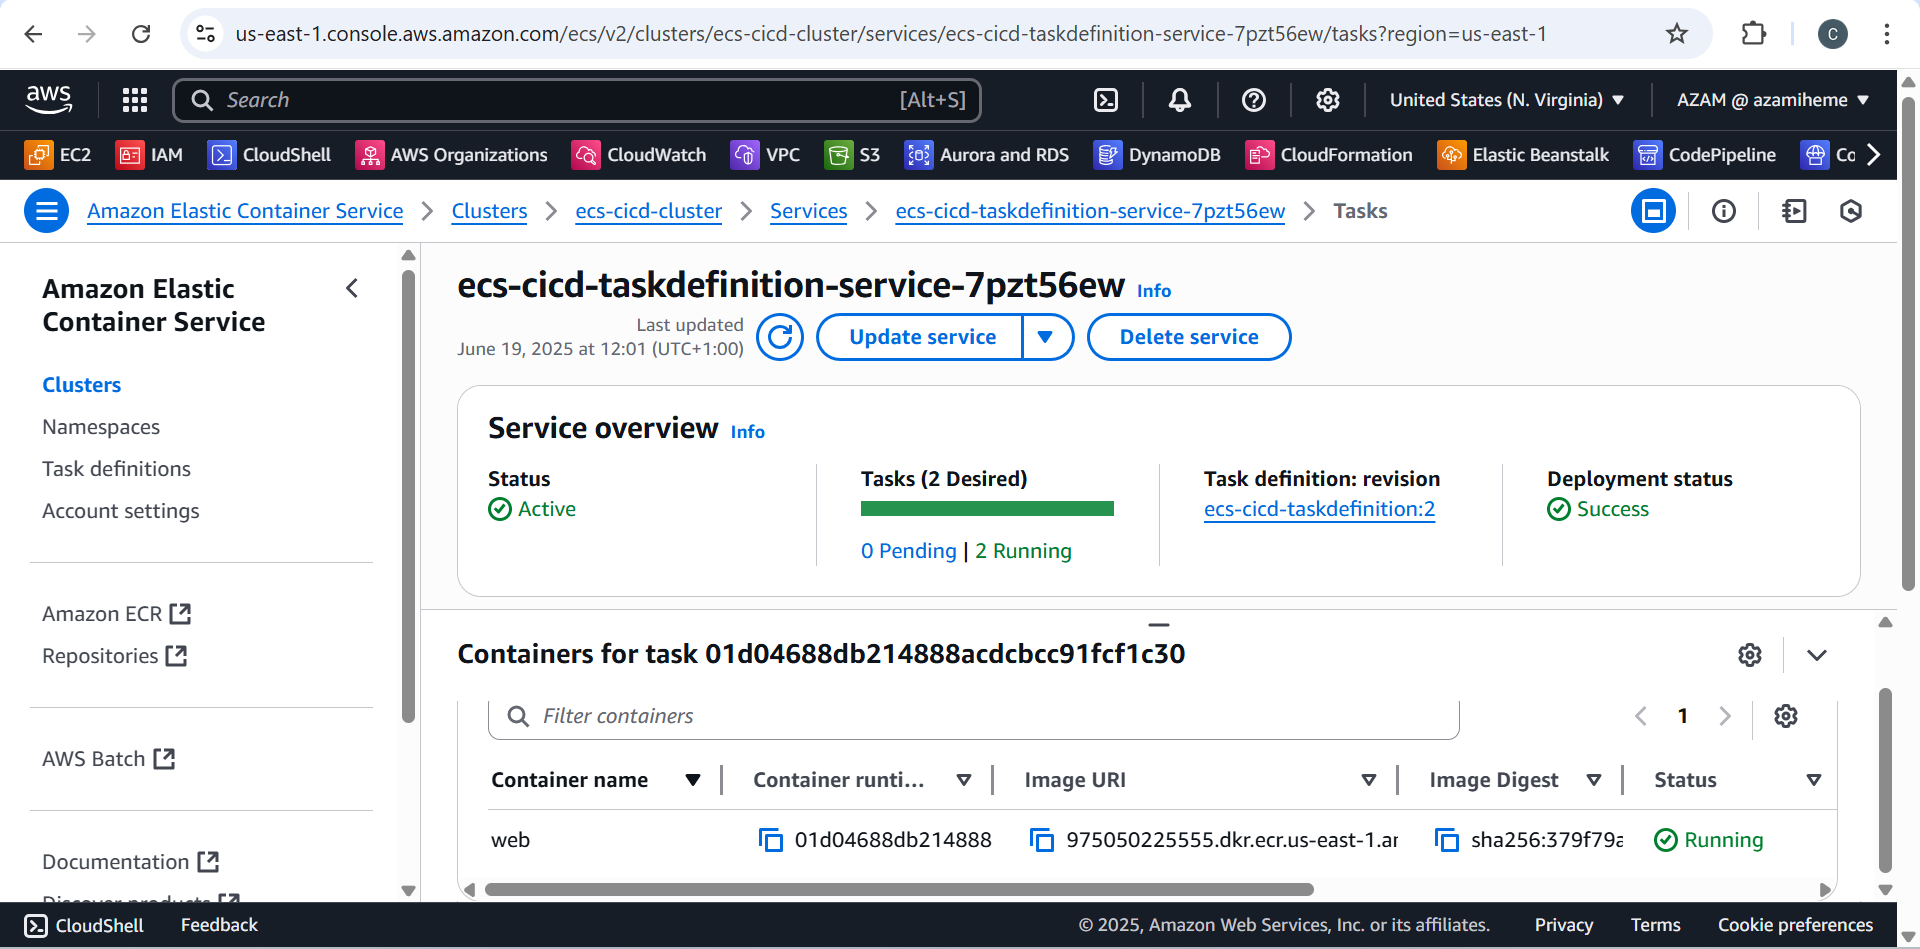 us-east-1.console.aws.amazon.com/ecs/v2/clusters/ecs-cicd-cluster/services/ecs-cicd-taskdefinition-service-7pzt56ew/tasks?region=us-east-1
C
aws
Search
[Alt+S]
United States (N. Virginia)
AZAM @ azamiheme
EC2
IAM
CloudShell
AWS Organizations
CloudWatch
VPC
S3
Aurora and RDS
DynamoDB
CloudFormation
Elastic Beanstalk
CodePipeline
Co
Amazon Elastic Container Service
Clusters
ecs-cicd-cluster
Services
ecs-cicd-taskdefinition-service-7pzt56ew
Tasks
Amazon Elastic
Container Service
Clusters
Namespaces
Task definitions
Account settings
Amazon ECR
Repositories
AWS Batch
Documentation
Discover products
ecs-cicd-taskdefinition-service-7pzt56ew Info
Last updated
June 19, 2025 at 12:01 (UTC+1:00)
Update service
Delete service
Service overview Info
Status
Active
Tasks (2 Desired)
0 Pending | 2 Running
Task definition: revision
ecs-cicd-taskdefinition:2
Deployment status
Success
Containers for task 01d04688db214888acdcbcc91fcf1c30
Filter containers
1
Container name
Container runti...
Image URI
Image Digest
Status
web
01d04688db214888
975050225555.dkr.ecr.us-east-1.ar
sha256:379f79a
Running
CloudShell
Feedback
© 2025, Amazon Web Services, Inc. or its affiliates.
Privacy
Terms
Cookie preferences